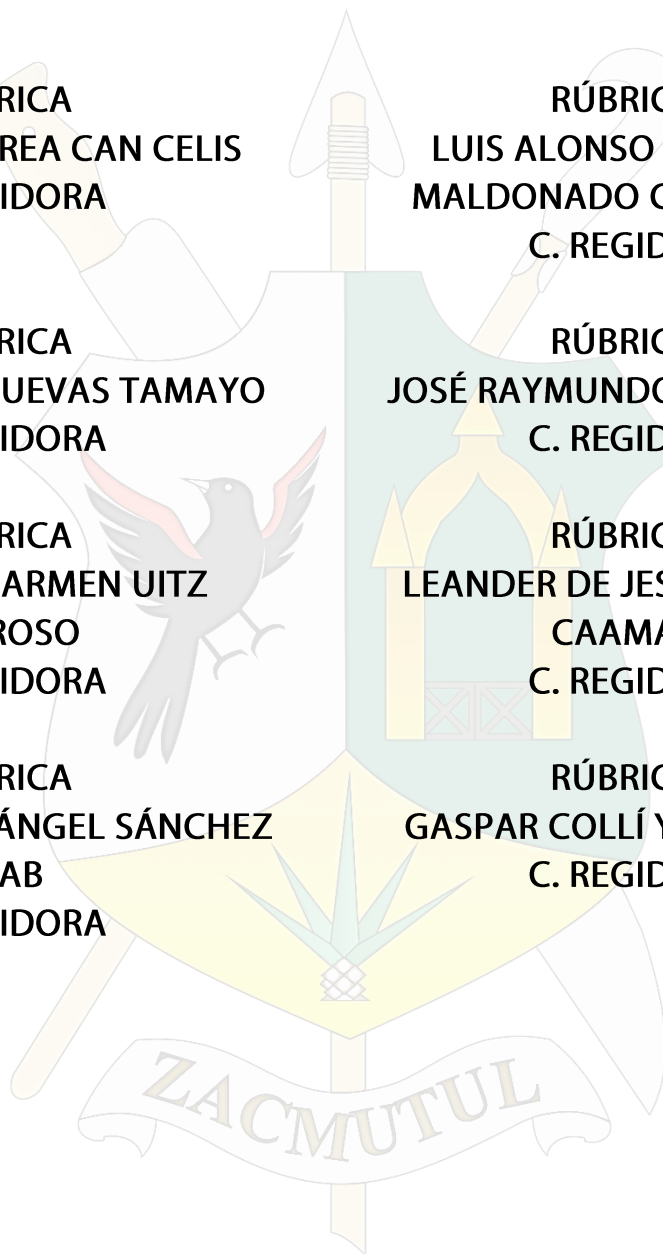 RICA
REA CAN CELIS
IDORA
RÚBRIC
LUIS ALONSO
MALDONADO
C. REGID
RICA
UEVAS TAMAYO
IDORA
RÚBRIC
JOSÉ RAYMUNDO
C. REGID
RICA
ARMEN UITZ
ROSO
IDORA
RÚBRIC
LEANDER DE JES
CAAMA
C. REGID
RICA
ÁNGEL SÁNCHEZ
AB
IDORA
RÚBRIC
GASPAR COLLÍ Y
C. REGID
ZACMUTUL